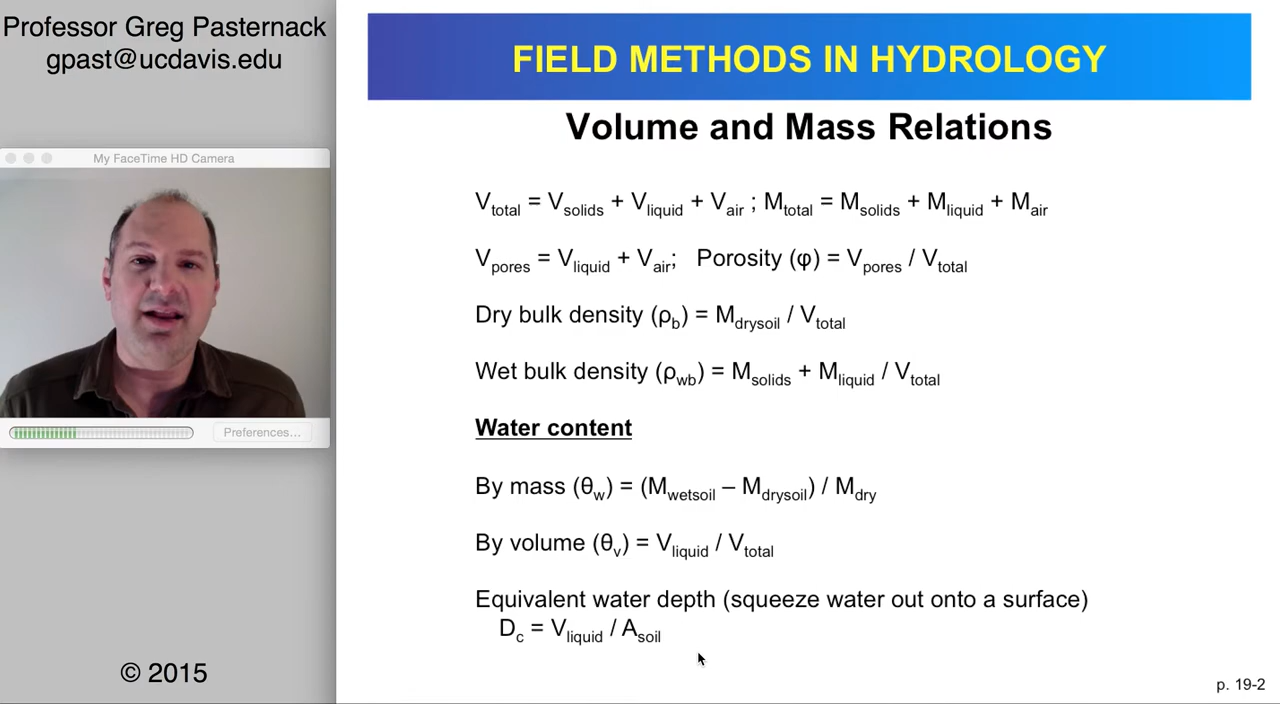 Professor Greg Pasternack
gpast@ucdavis.edu
My FaceTime HD Camera
Preferences...
© 2015
FIELD METHODS IN HYDROLOGY
Volume and Mass Relations
V_total = V_solids + V_liquid + V_air ; M_total = M_solids + M_liquid + M_air
V_pores = V_liquid + V_air; Porosity (φ) = V_pores / V_total
Dry bulk density (ρ_b) = M_drysoil / V_total
Wet bulk density (ρ_wb) = M_solids + M_liquid / V_total
Water content
By mass (θ_w) = (M_wetsoil – M_drysoil) / M_dry
By volume (θ_v) = V_liquid / V_total
Equivalent water depth (squeeze water out onto a surface)
D_c = V_liquid / A_soil
p. 19-2